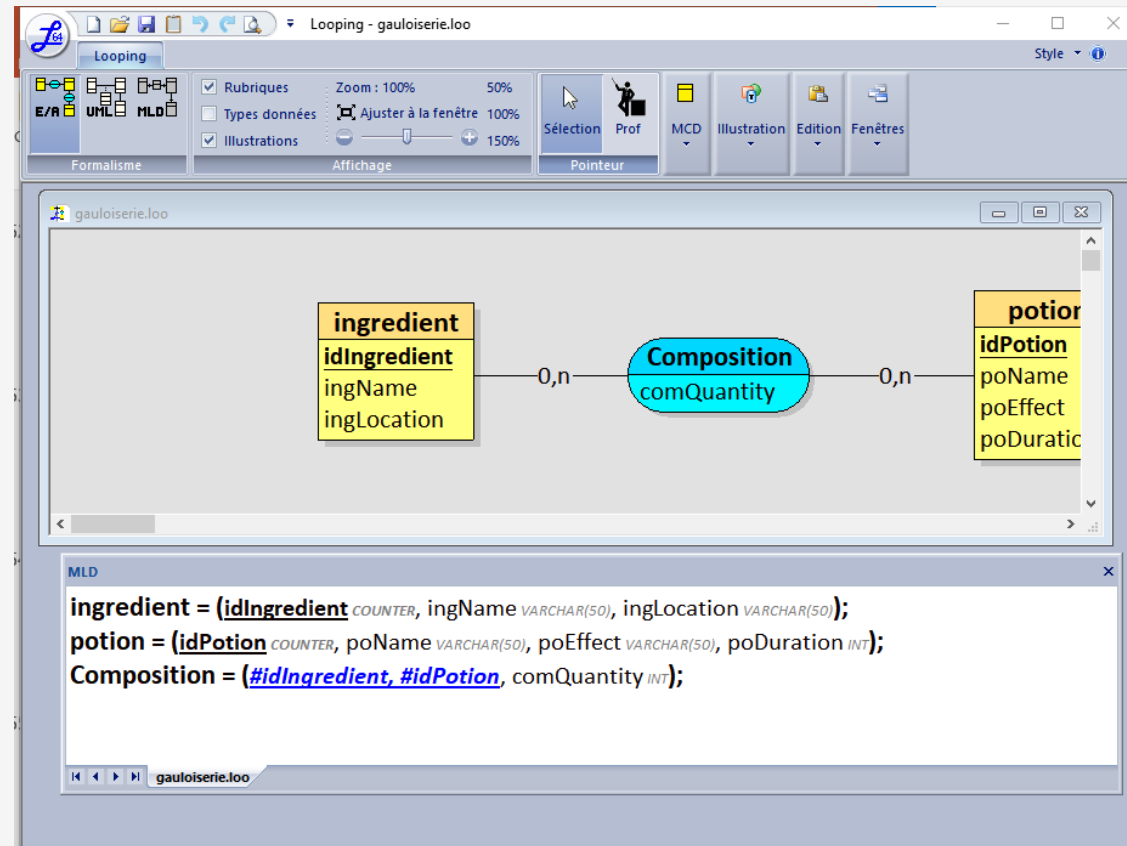 64
Looping - gauloiserie.loo
Looping
Style
Rubriques Zoom : 100% 50%
E/A UML MLD
Types données Ajuster à la fenêtre 100%
Illustrations 150%
Sélection Prof MCD Illustration Edition Fenêtres
Formalisme Affichage Pointeur
gauloiserie.loo
ingredient
idIngredient
ingName
ingLocation
0,n
Composition
comQuantity
0,n
idPotion
poName
poEffect
MLD
ingredient = (idIngredient COUNTER, ingName VARCHAR(50), ingLocation VARCHAR(50));
potion = (idPotion COUNTER, poName VARCHAR(50), poEffect VARCHAR(50), poDuration INT);
Composition = (#idIngredient, #idPotion, comQuantity INT);
gauloiserie.loo